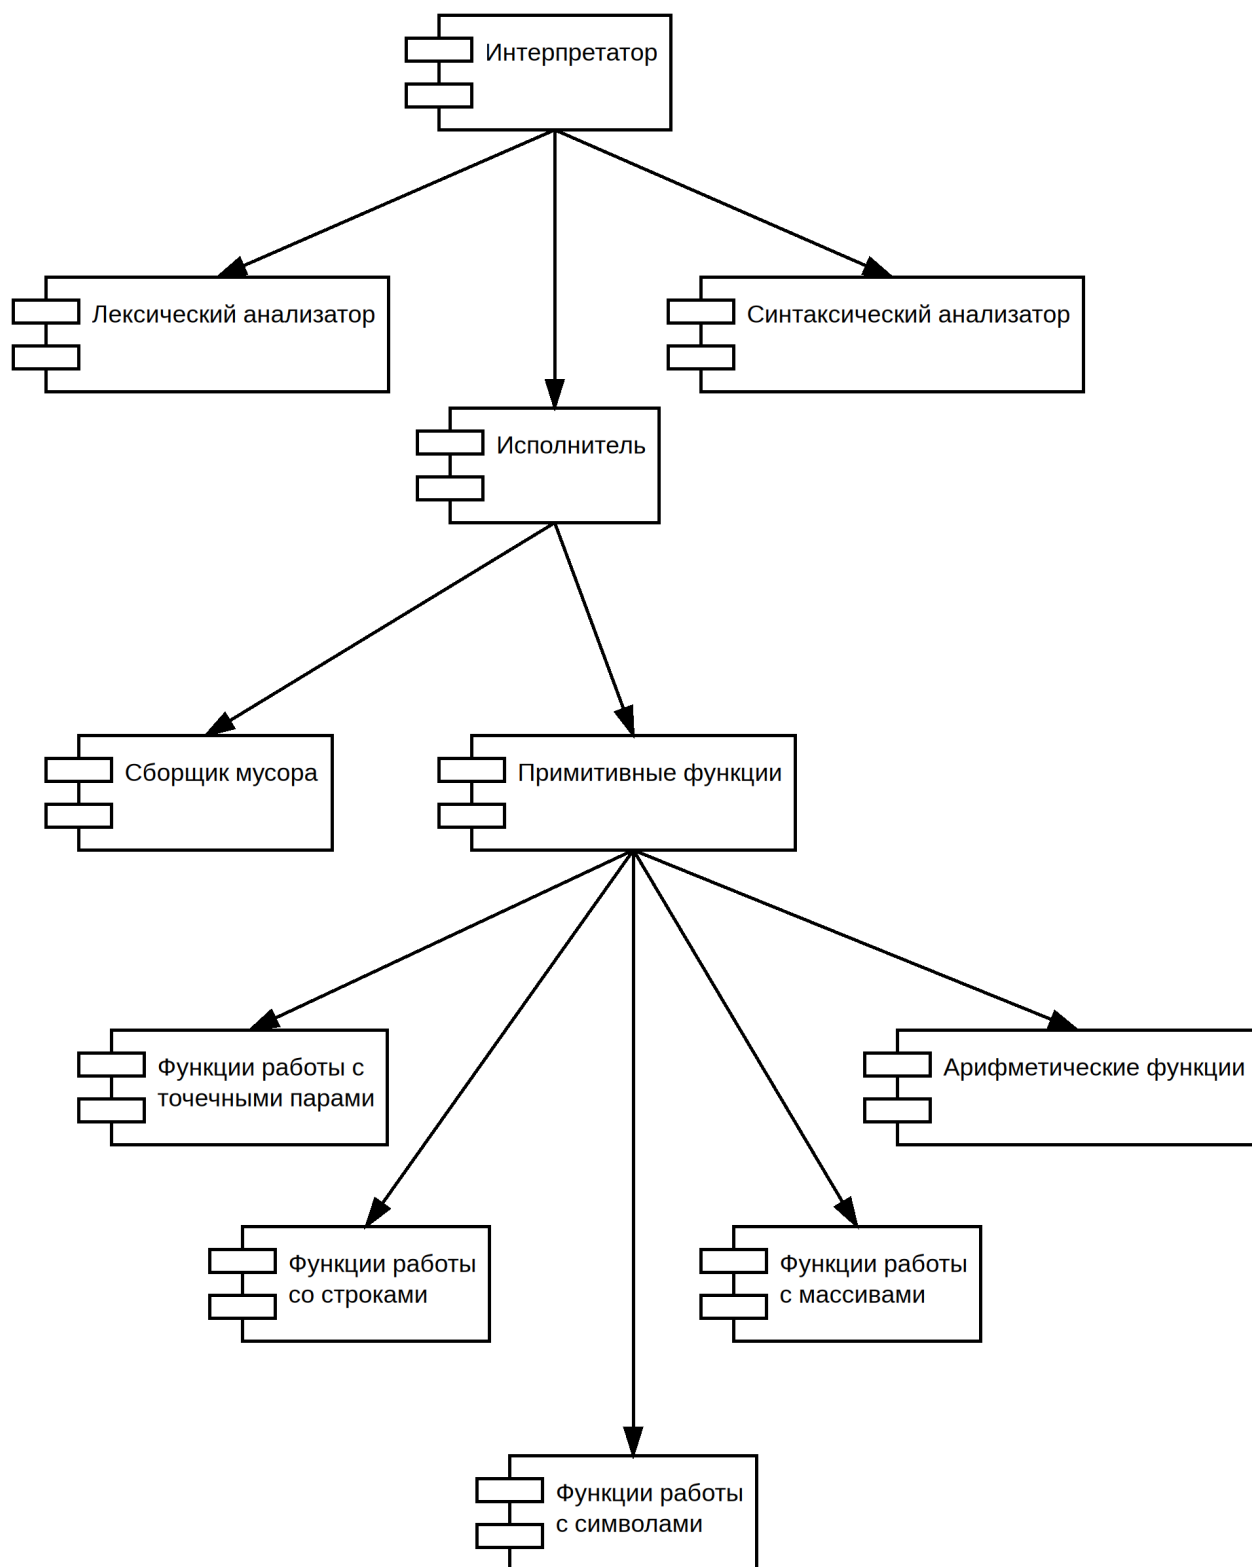 Интерпретатор
Лексический анализатор
Синтаксический анализатор
Исполнитель
Сборщик мусора
Примитивные функции
Функции работы с
точечными парами
Арифметические функции
Функции работы
со строками
Функции работы
с массивами
Функции работы
с символами